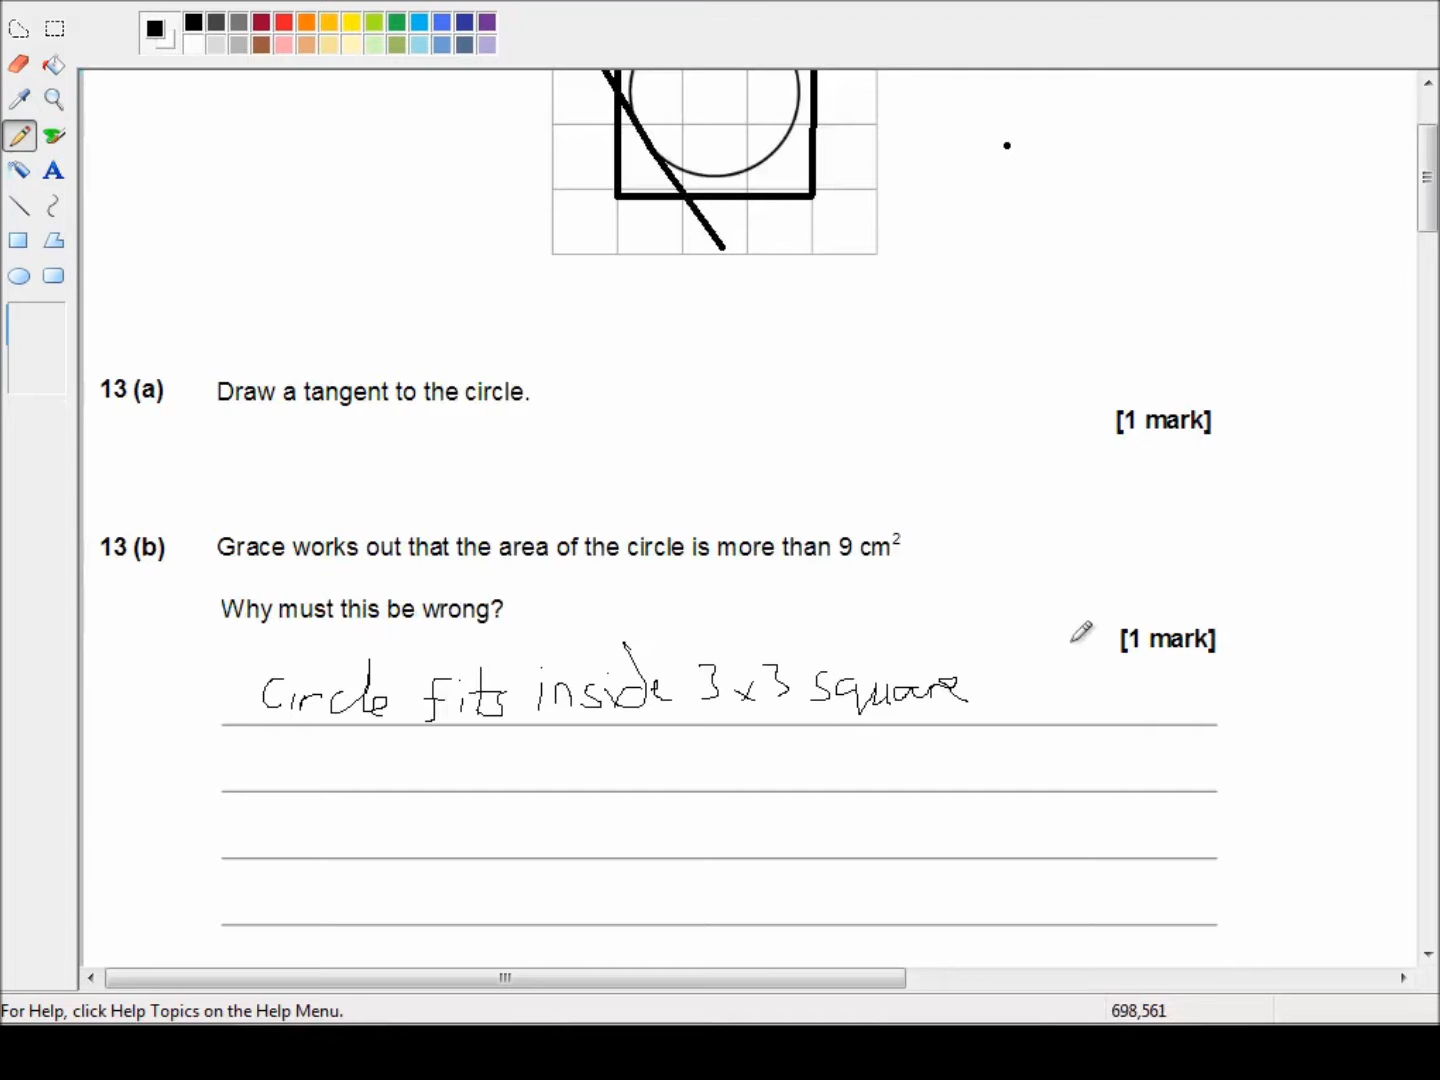 A
13 (a) Draw a tangent to the circle.
[1 mark]
13 (b) Grace works out that the area of the circle is more than 9 cm²
Why must this be wrong?
[1 mark]
Circle fits inside 3x3 square
For Help, click Help Topics on the Help Menu.
698,561